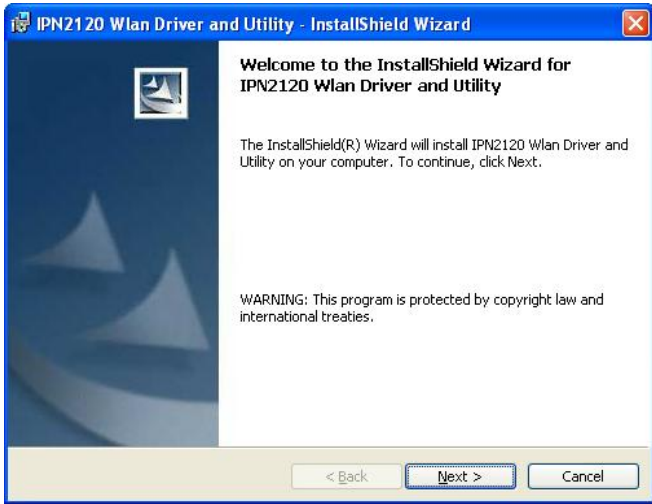 IPN2120 Wlan Driver and Utility - InstallShield Wizard
Welcome to the InstallShield Wizard for
IPN2120 Wlan Driver and Utility
The InstallShield(R) Wizard will install IPN2120 Wlan Driver and
Utility on your computer. To continue, click Next.
WARNING: This program is protected by copyright law and
international treaties.
< Back
Next >
Cancel